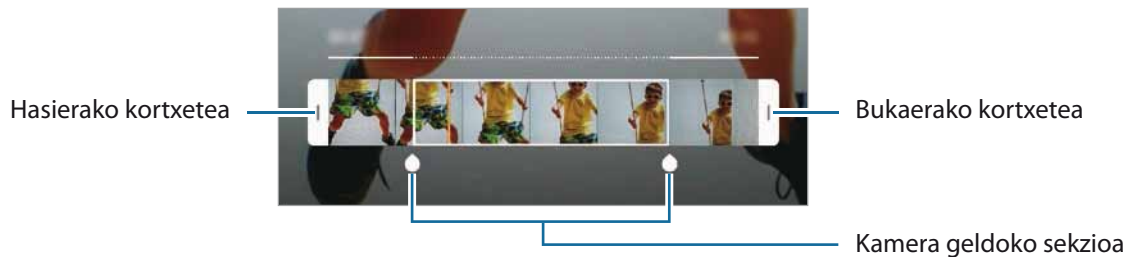 Hasierako kortxetea
Bukaerako kortxetea
Kamera geldoko sekzioa